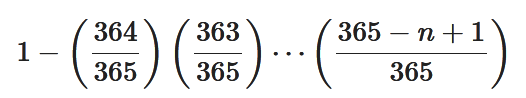 1 − (364/365) (363/365) ⋯ (365 − n + 1/365)